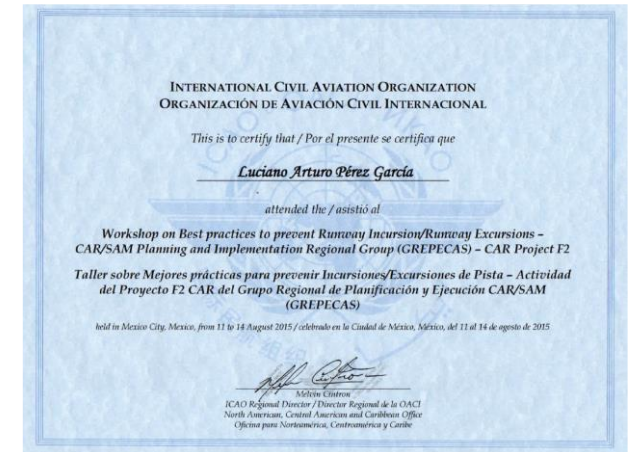 INTERNATIONAL CIVIL AVIATION ORGANIZATION
ORGANIZACIÓN DE AVIACIÓN CIVIL INTERNACIONAL
This is to certify that / Por el presente se certifica que
Luciano Arturo Pérez García
attended the / asistió al
Workshop on Best practices to prevent Runway Incursion/Runway Excursions –
CAR/SAM Planning and Implementation Regional Group (GREPECAS) – CAR Project F2
Taller sobre Mejores prácticas para prevenir Incursiones/Excursiones de Pista – Actividad
del Proyecto F2 CAR del Grupo Regional de Planificación y Ejecución CAR/SAM
(GREPECAS)
held in Mexico City, Mexico, from 11 to 14 August 2015 / celebrado en la Ciudad de México, México, del 11 al 14 de agosto de 2015
Melvin Cintron
ICAO Regional Director / Director Regional de la OACI
North American, Central American and Caribbean Office
Oficina para Norteamérica, Centroamérica y Caribe